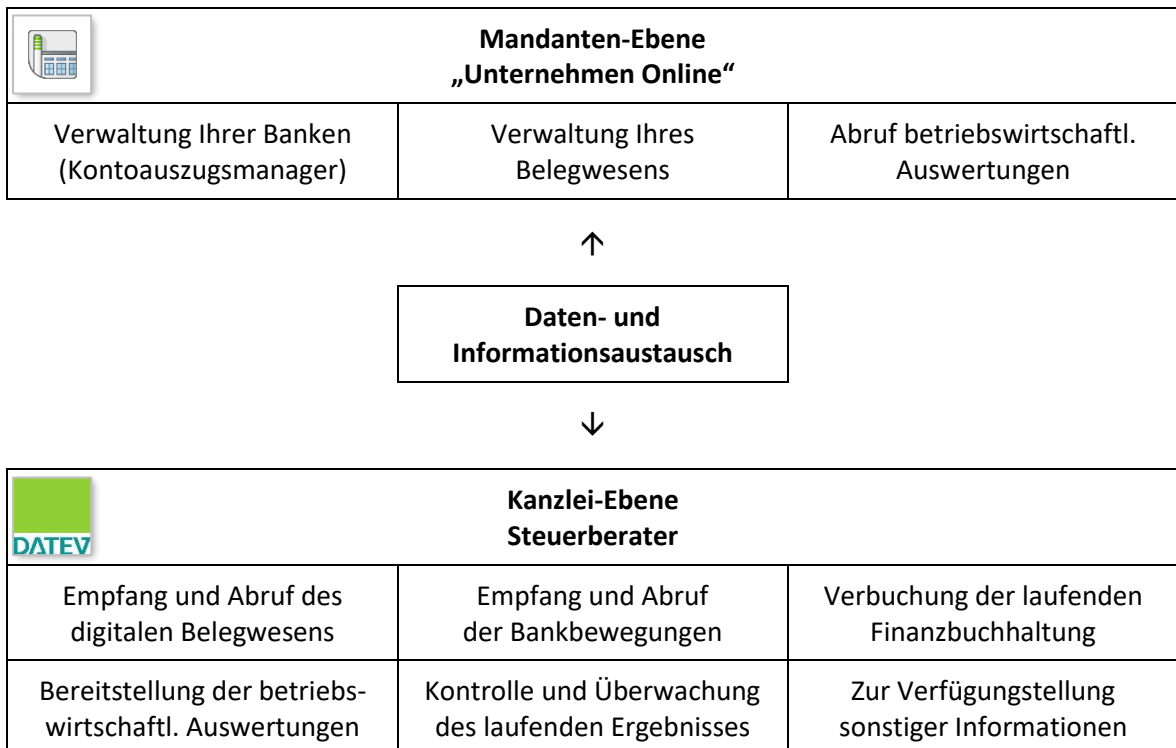 Mandanten-Ebene
„Unternehmen Online“
Verwaltung Ihrer Banken
(Kontoauszugsmanager)
Verwaltung Ihres
Belegwesens
Abruf betriebswirtschaftl.
Auswertungen
↑
Daten- und
Informationsaustausch
↓
DATEV
Kanzlei-Ebene
Steuerberater
Empfang und Abruf des
digitalen Belegwesens
Empfang und Abruf
der Bankbewegungen
Verbuchung der laufenden
Finanzbuchhaltung
Bereitstellung der betriebs-
wirtschaftl. Auswertungen
Kontrolle und Überwachung
des laufenden Ergebnisses
Zur Verfügungstellung
sonstiger Informationen